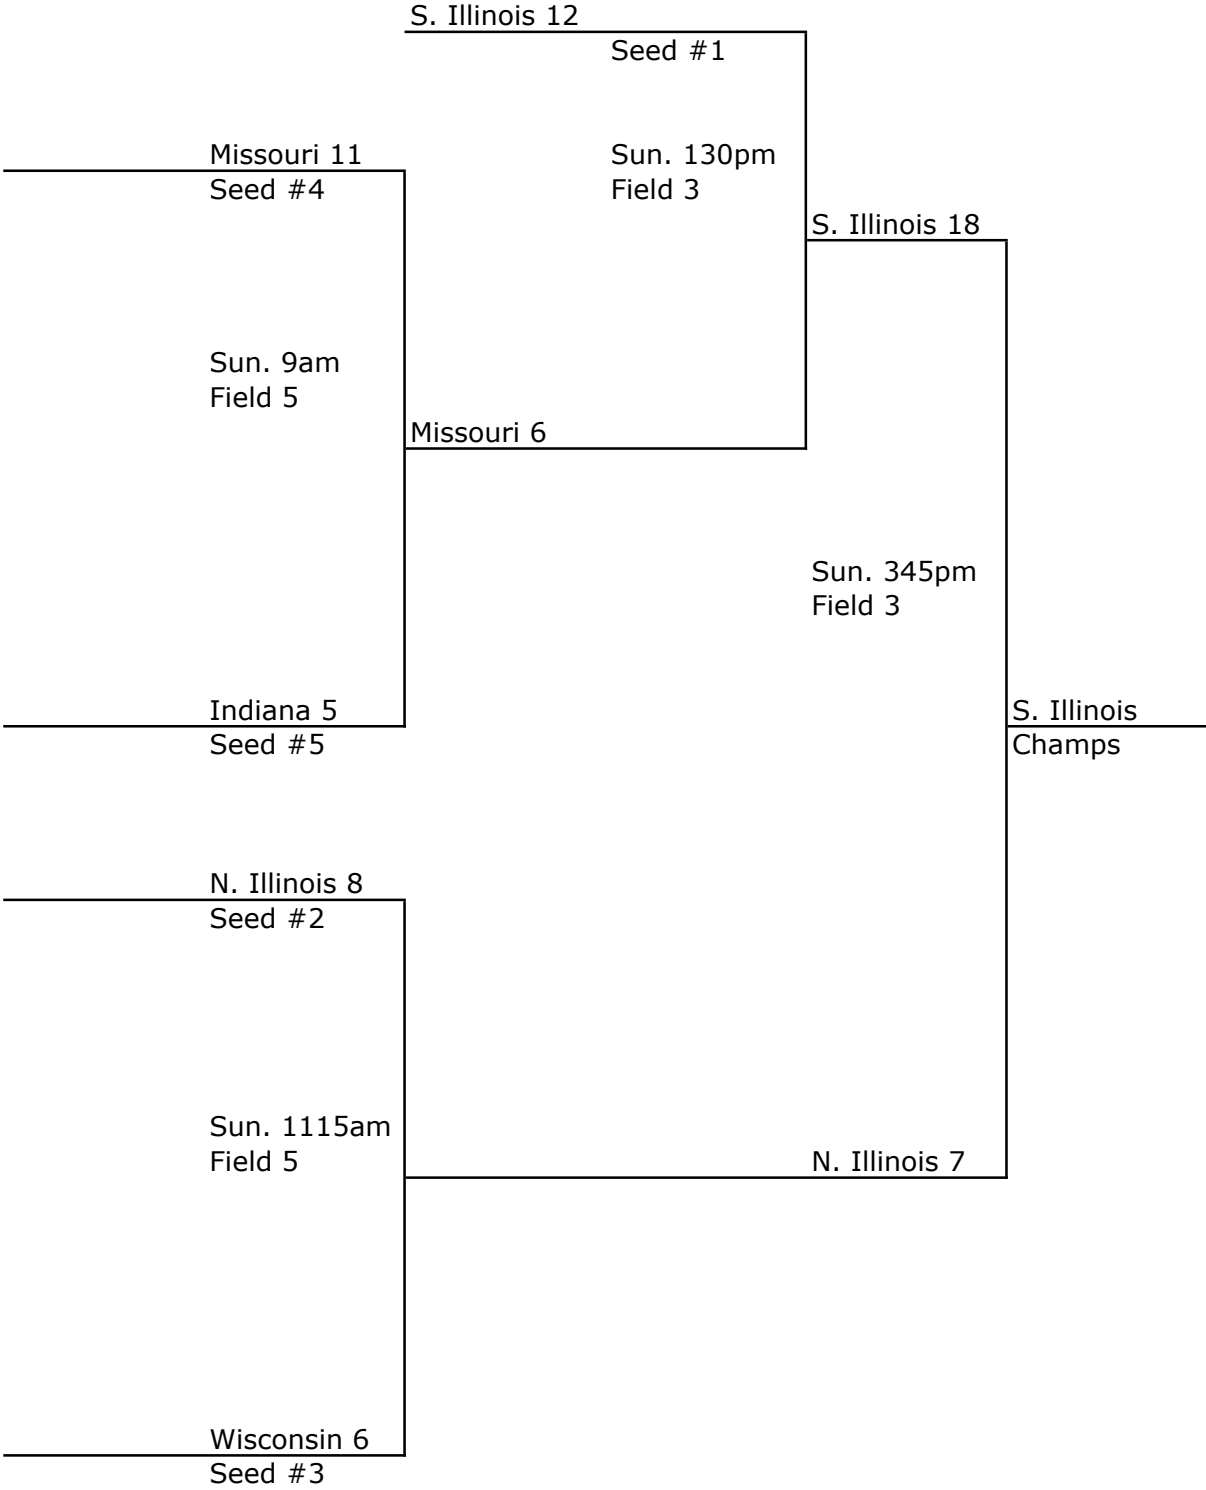 S. Illinois 12
Seed #1
Missouri 11
Seed #4
Sun. 130pm
Field 3
S. Illinois 18
Sun. 9am
Field 5
Missouri 6
Sun. 345pm
Field 3
Indiana 5
Seed #5
S. Illinois
Champs
N. Illinois 8
Seed #2
Sun. 1115am
Field 5
N. Illinois 7
Wisconsin 6
Seed #3